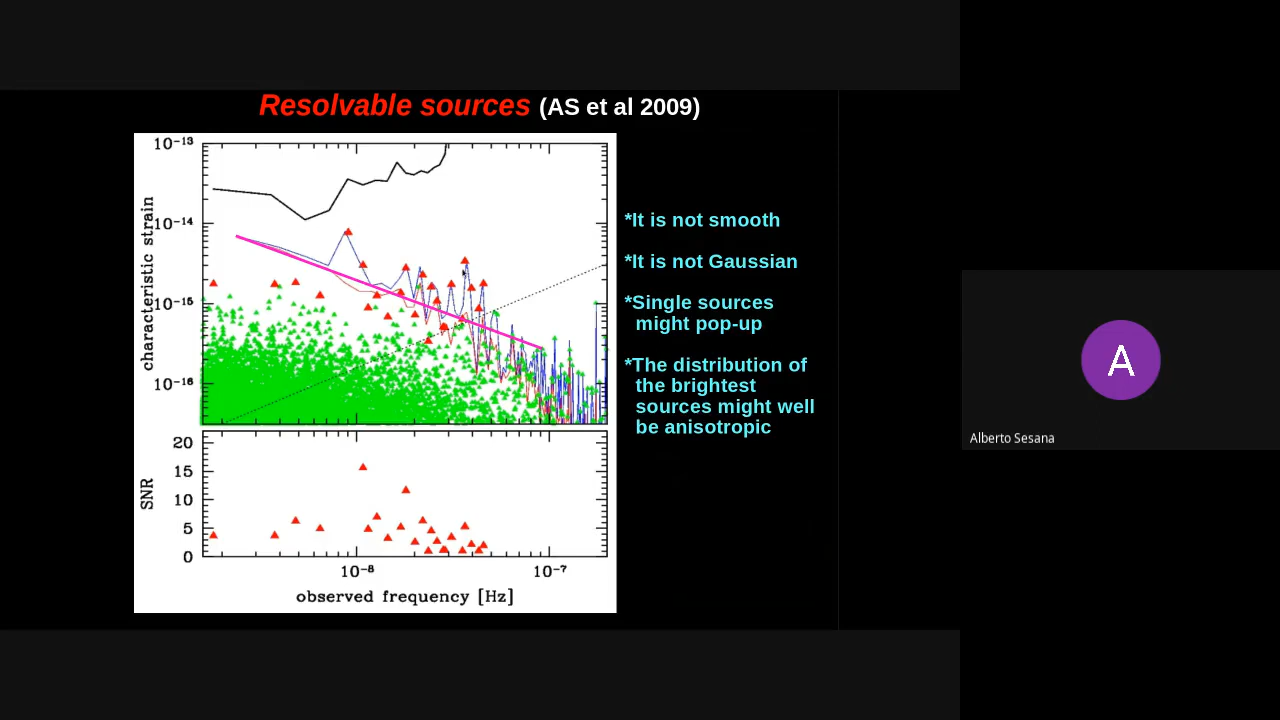 Resolvable sources (AS et al 2009)
10⁻¹³
10⁻¹⁴
10⁻¹⁵
10⁻¹⁶
characteristic strain
20
15
10
5
0
SNR
10⁻⁸
10⁻⁷
observed frequency [Hz]
*It is not smooth
*It is not Gaussian
*Single sources
might pop-up
*The distribution of
the brightest
sources might well
be anisotropic
A
Alberto Sesana